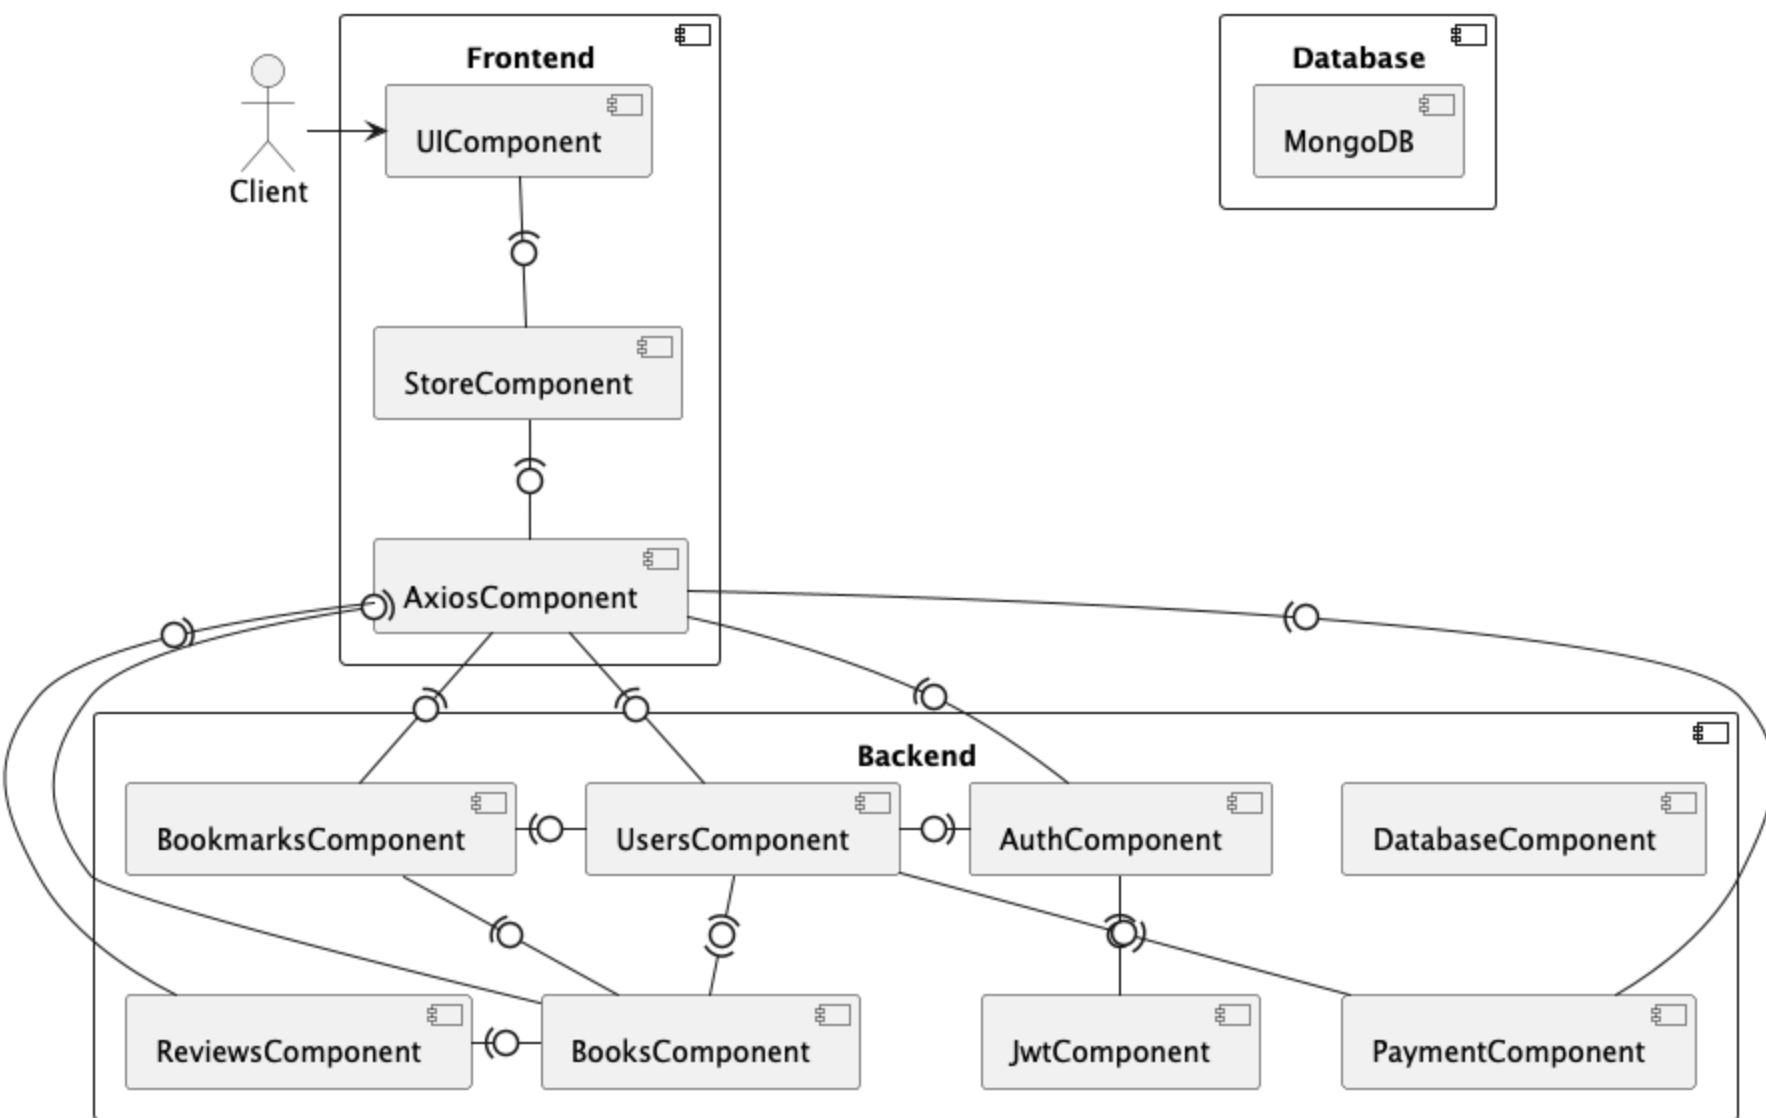 Frontend
Database
UIComponent
MongoDB
Client
StoreComponent
AxiosComponent
Backend
BookmarksComponent
UsersComponent
AuthComponent
DatabaseComponent
ReviewsComponent
BooksComponent
JwtComponent
PaymentComponent